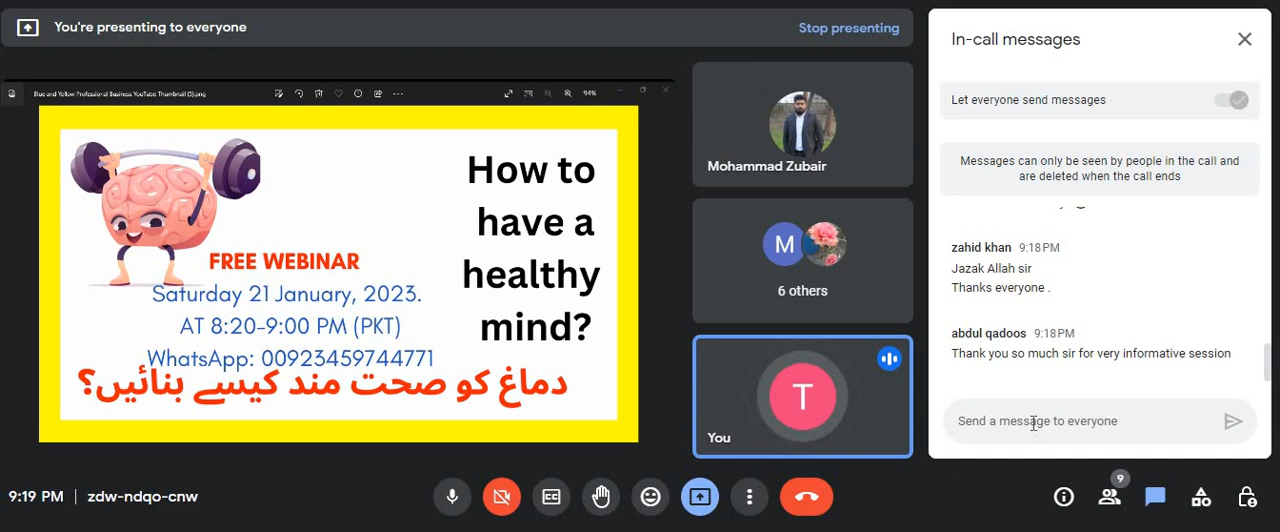 You're presenting to everyone
Stop presenting
Blue and Yellow Professional Business YouTube Thumbnail (5).png
94%
How to
have a
healthy
mind?
FREE WEBINAR
Saturday 21 January, 2023.
AT 8:20-9:00 PM (PKT)
WhatsApp: 00923459744771
دماغ کو صحت مند کیسے بنائیں؟
Mohammad Zubair
M
6 others
T
You
In-call messages
Let everyone send messages
Messages can only be seen by people in the call and
are deleted when the call ends
zahid khan 9:18 PM
Jazak Allah sir
Thanks everyone .
abdul qadoos 9:18 PM
Thank you so much sir for very informative session
Send a message to everyone
9:19 PM | zdw-ndqo-cnw
CC
9